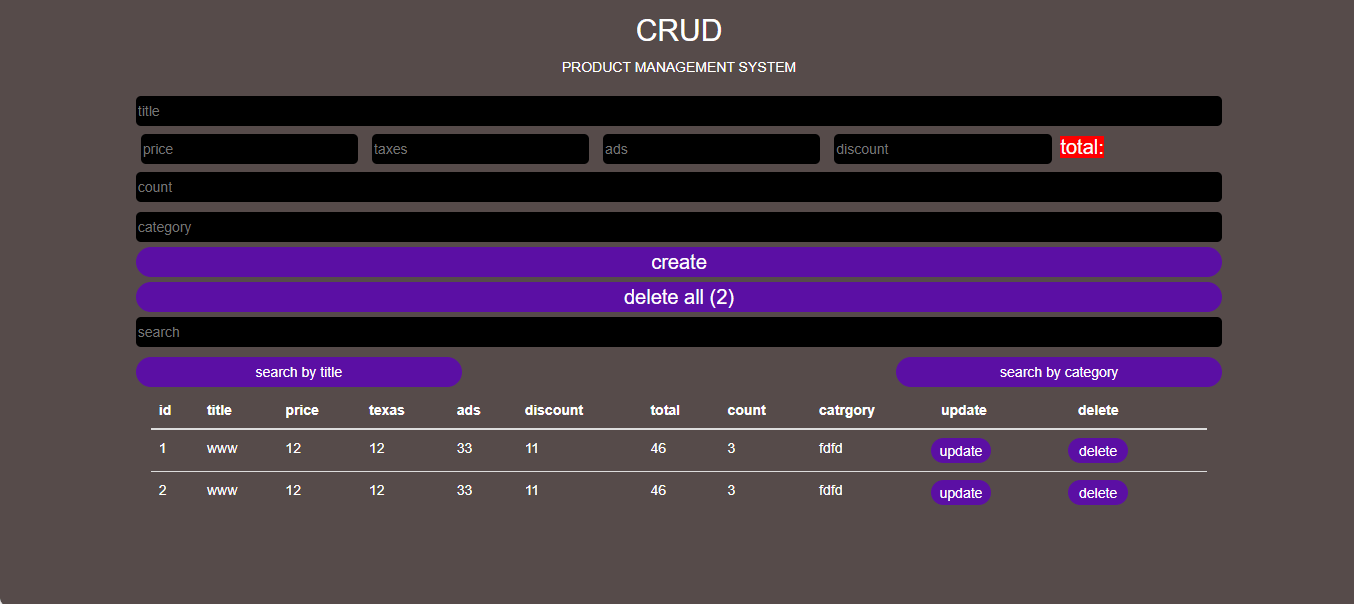 CRUD
PRODUCT MANAGEMENT SYSTEM
title
price taxes ads discount total:
count
category
create
delete all (2)
search
search by title search by category
id title price texas ads discount total count catrgory update delete
1 www 12 12 33 11 46 3 fdfd update delete
2 www 12 12 33 11 46 3 fdfd update delete